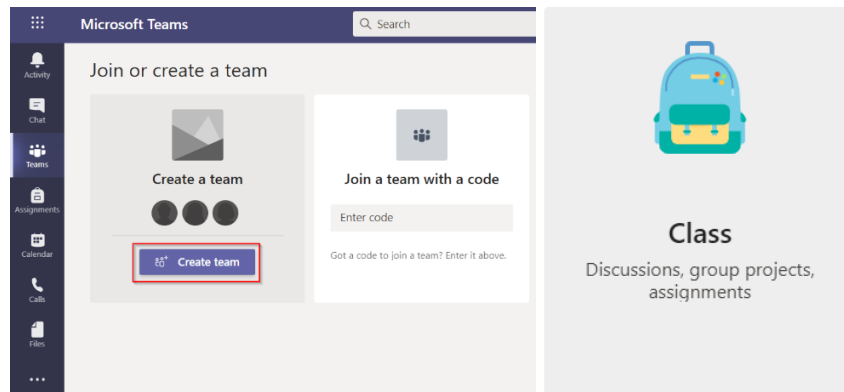 Microsoft Teams
Search
Activity
Chat
Teams
Assignments
Calendar
Calls
Files
Join or create a team
Create a team
Create team
Join a team with a code
Enter code
Got a code to join a team? Enter it above.
Class
Discussions, group projects,
assignments